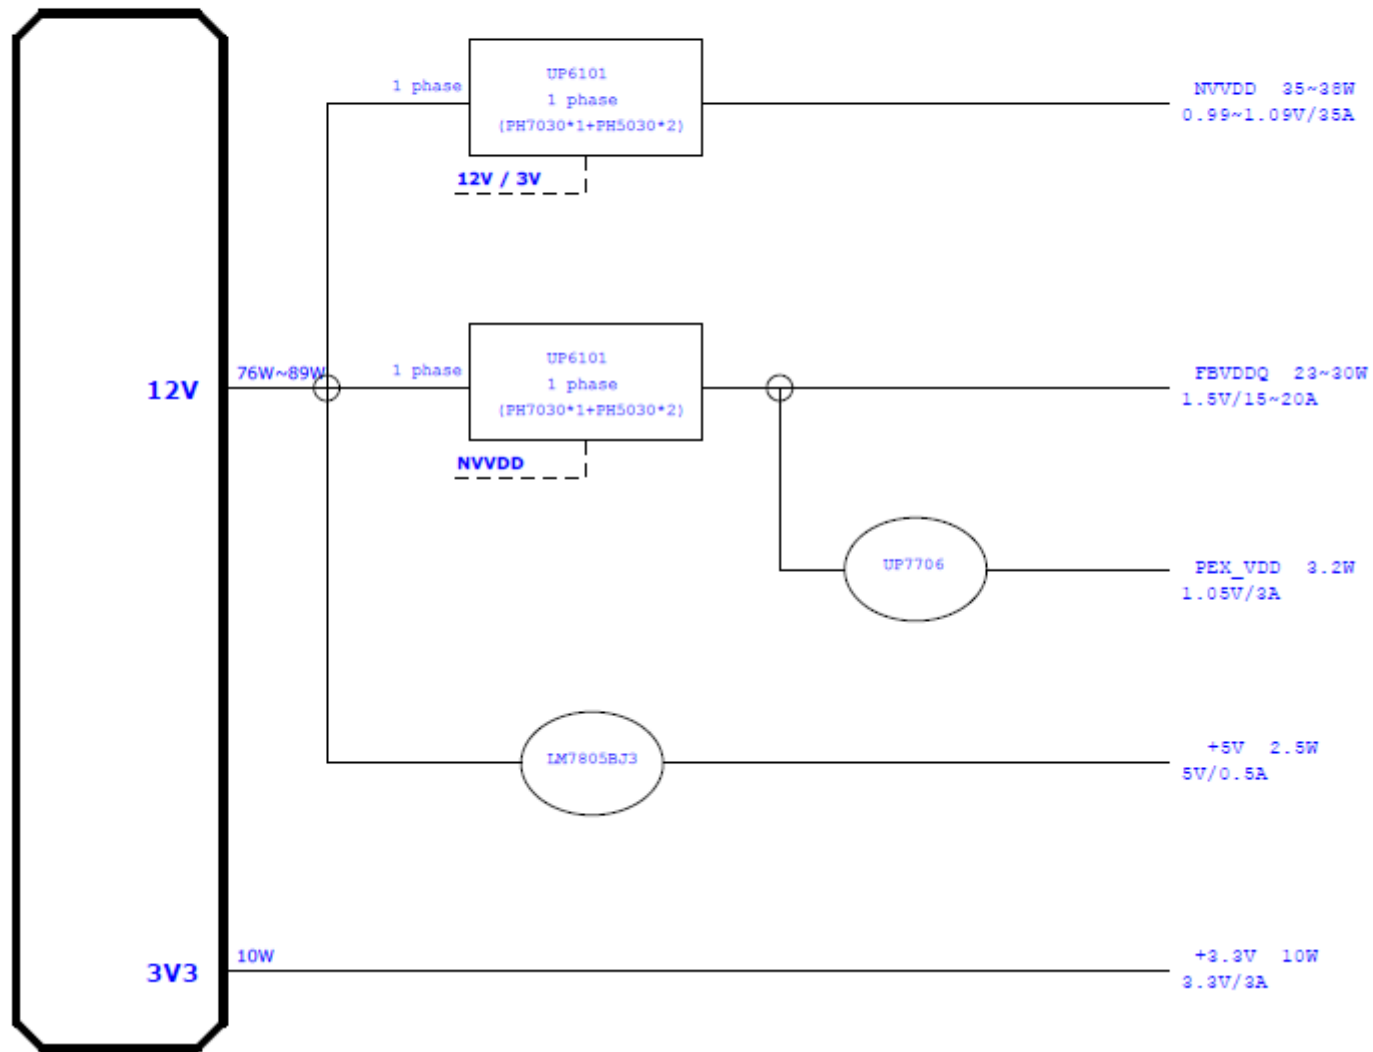 UP6101
1 phase
1 phase
(PH7030*1+PH5030*2)
NVVDD 35~38W
0.99~1.09V/35A
12V / 3V
UP6101
1 phase
1 phase
(PH7030*1+PH5030*2)
12V
76W~89W
FBVDDQ 23~30W
1.5V/15~20A
NVVDD
UP7706
PEX_VDD 3.2W
1.05V/3A
LM7805BJ3
+5V 2.5W
5V/0.5A
3V3
10W
+3.3V 10W
3.3V/3A